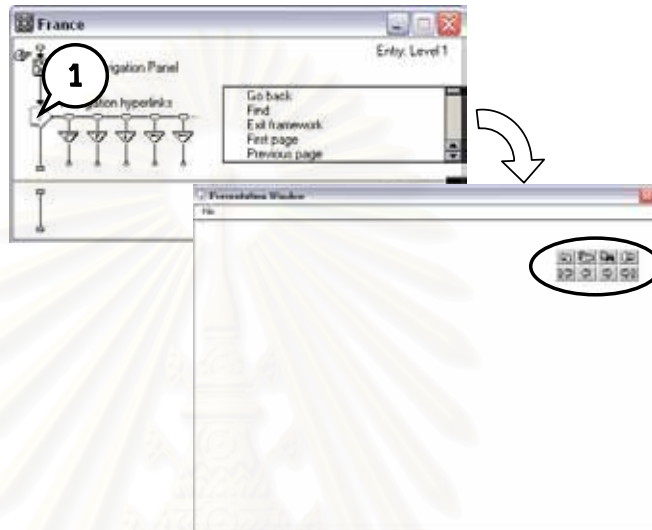 France
Entry: Level 1
1
igation Panel
gation hyperlinks
Go back
Find
Exit framework
First page
Previous page
Presentation Window
File